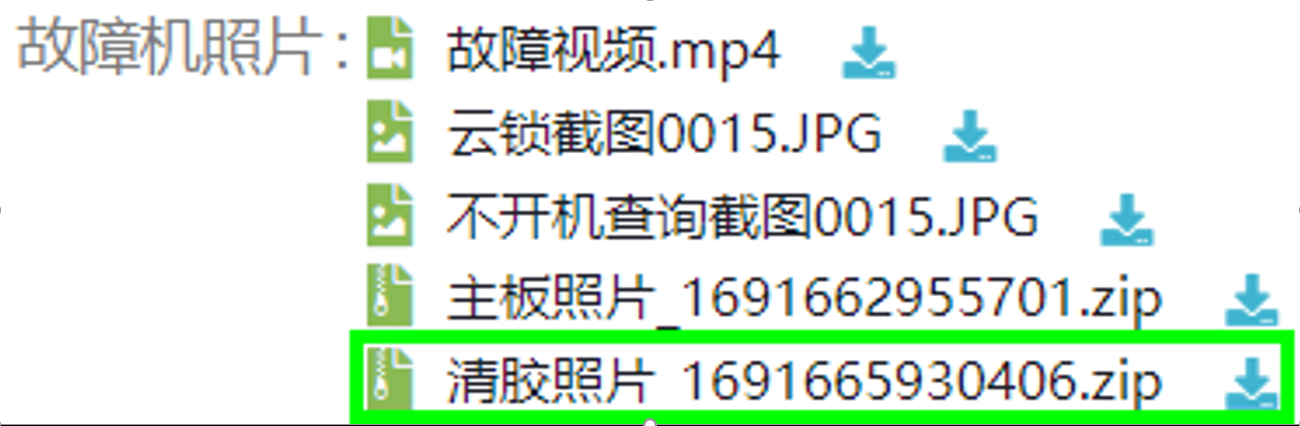 故障机照片: 故障视频.mp4
云锁截图0015.JPG
不开机查询截图0015.JPG
主板照片_1691662955701.zip
清胶照片_1691665930406.zip